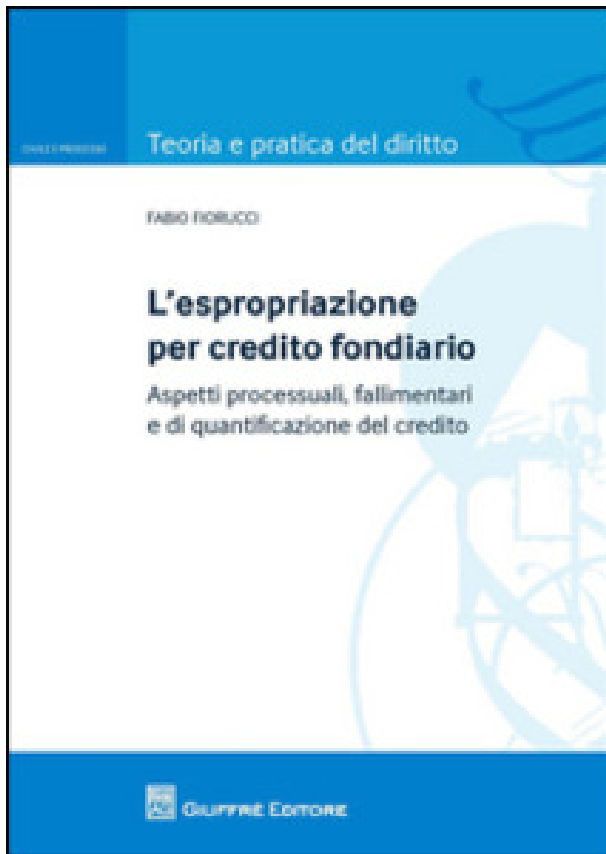 Teoria e pratica del diritto
FABIO FIORUCCI
L'espropriazione
per credito fondiario
Aspetti processuali, fallimentari
e di quantificazione del credito
GIUFFRÈ EDITORE